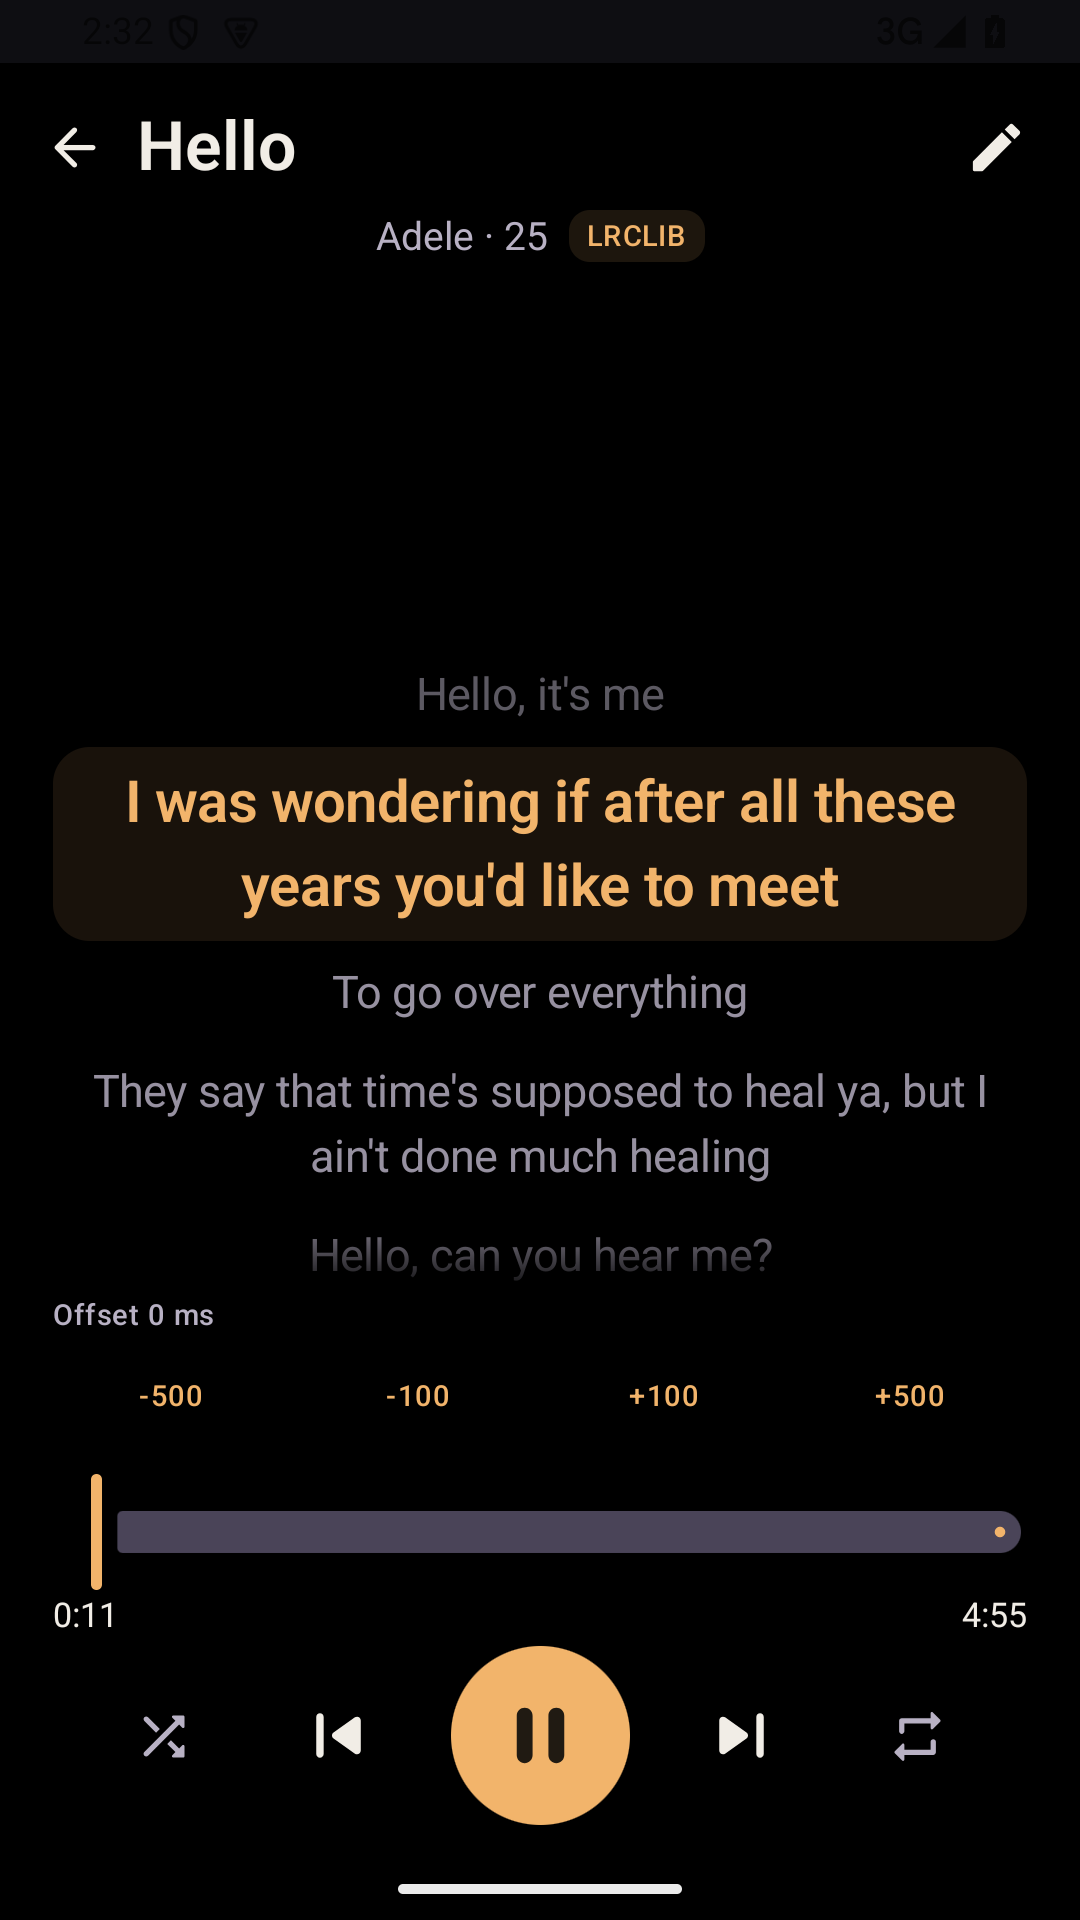 2:32 3G
Hello
Adele · 25 LRCLIB
Hello, it's me
I was wondering if after all these
years you'd like to meet
To go over everything
They say that time's supposed to heal ya, but I
ain't done much healing
Hello, can you hear me?
Offset 0 ms
-500 -100 +100 +500
0:11 4:55